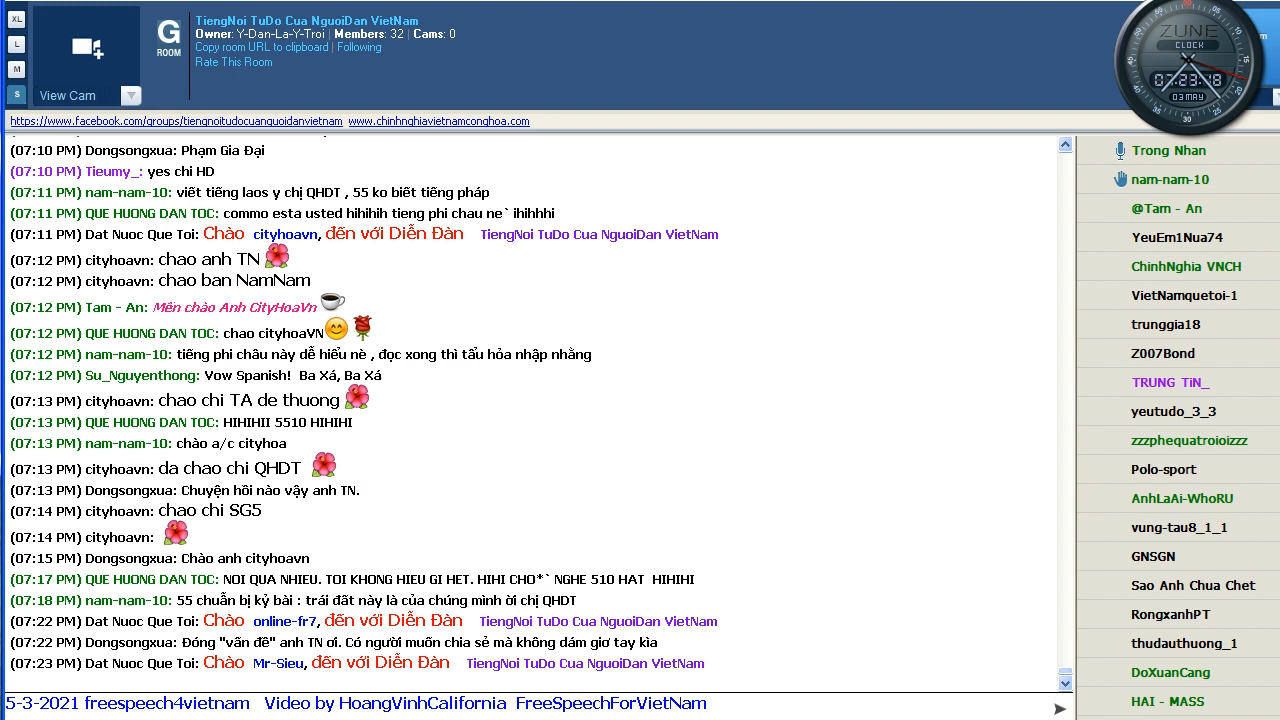 XL
L
M
S
View Cam
G
ROOM
TiengNoi TuDo Cua NguoiDan VietNam
Owner: Y-Dan-La-Y-Troi | Members: 32 | Cams: 0
Copy room URL to clipboard | Following
Rate This Room
ZUNE
CLOCK
07:23:18
03 MAY
https://www.facebook.com/groups/tiengnoitudocuanguoidanvietnam www.chinhnghiavietnamconghoa.com
(07:10 PM) Dongsongxua: Phạm Gia Đại
(07:10 PM) Tieumy_: yes chi HD
(07:11 PM) nam-nam-10: viết tiếng laos y chị QHDT , 55 ko biết tiếng pháp
(07:11 PM) QUE HUONG DAN TOC: commo esta usted hihihih tieng phi chau ne` ihihhhi
(07:11 PM) Dat Nuoc Que Toi: Chào cityhoavn, đến với Diễn Đàn TiengNoi TuDo Cua NguoiDan VietNam
(07:12 PM) cityhoavn: chao anh TN
(07:12 PM) cityhoavn: chao ban NamNam
(07:12 PM) Tam - An: Mến chào Anh CityHoaVn
(07:12 PM) QUE HUONG DAN TOC: chao cityhoaVN
(07:12 PM) nam-nam-10: tiếng phi châu này dễ hiểu nè , đọc xong thì tẩu hỏa nhập nhằng
(07:12 PM) Su_Nguyenthong: Vow Spanish! Ba Xá, Ba Xá
(07:13 PM) cityhoavn: chao chi TA de thuong
(07:13 PM) QUE HUONG DAN TOC: HIHIHII 5510 HIHIHI
(07:13 PM) nam-nam-10: chào a/c cityhoa
(07:13 PM) cityhoavn: da chao chi QHDT
(07:13 PM) Dongsongxua: Chuyện hồi nào vậy anh TN.
(07:14 PM) cityhoavn: chao chi SG5
(07:14 PM) cityhoavn:
(07:15 PM) Dongsongxua: Chào anh cityhoavn
(07:17 PM) QUE HUONG DAN TOC: NOI QUA NHIEU. TOI KHONG HIEU GI HET. HIHI CHO*` NGHE 510 HAT HIHIHI
(07:18 PM) nam-nam-10: 55 chuẩn bị kỷ bài : trái đất này là của chúng mình ời chị QHDT
(07:22 PM) Dat Nuoc Que Toi: Chào online-fr7, đến với Diễn Đàn TiengNoi TuDo Cua NguoiDan VietNam
(07:22 PM) Dongsongxua: Đóng "vấn đề" anh TN ơi. Có người muốn chia sẻ mà không dám giơ tay kìa
(07:23 PM) Dat Nuoc Que Toi: Chào Mr-Sieu, đến với Diễn Đàn TiengNoi TuDo Cua NguoiDan VietNam
5-3-2021 freespeech4vietnam Video by HoangVinhCalifornia FreeSpeechForVietNam
Trong Nhan
nam-nam-10
@Tam - An
YeuEm1Nua74
ChinhNghia VNCH
VietNamquetoi-1
trunggia18
Z007Bond
TRUNG TiN_
yeutudo_3_3
zzzphequatroioizzz
Polo-sport
AnhLaAi-WhoRU
vung-tau8_1_1
GNSGN
Sao Anh Chua Chet
RongxanhPT
thudauthuong_1
DoXuanCang
HAI - MASS